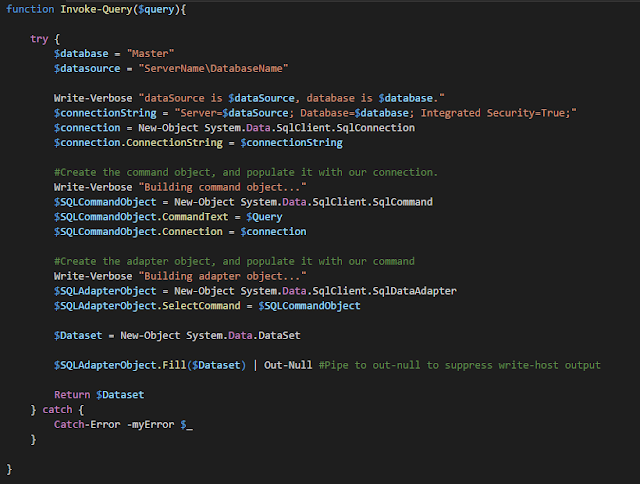 function Invoke-Query($query){
try {
$database = "Master"
$datasource = "ServerName\DatabaseName"
Write-Verbose "dataSource is $dataSource, database is $database."
$connectionString = "Server=$dataSource; Database=$database; Integrated Security=True;"
$connection = New-Object System.Data.SqlClient.SqlConnection
$connection.ConnectionString = $connectionString
#Create the command object, and populate it with our connection.
Write-Verbose "Building command object..."
$SQLCommandObject = New-Object System.Data.SqlClient.SqlCommand
$SQLCommandObject.CommandText = $Query
$SQLCommandObject.Connection = $connection
#Create the adapter object, and populate it with our command
Write-Verbose "Building adapter object..."
$SQLAdapterObject = New-Object System.Data.SqlClient.SqlDataAdapter
$SQLAdapterObject.SelectCommand = $SQLCommandObject
$Dataset = New-Object System.Data.DataSet
$SQLAdapterObject.Fill($Dataset) | Out-Null #Pipe to out-null to suppress write-host output
Return $Dataset
} catch {
Catch-Error -myError $_
}
}